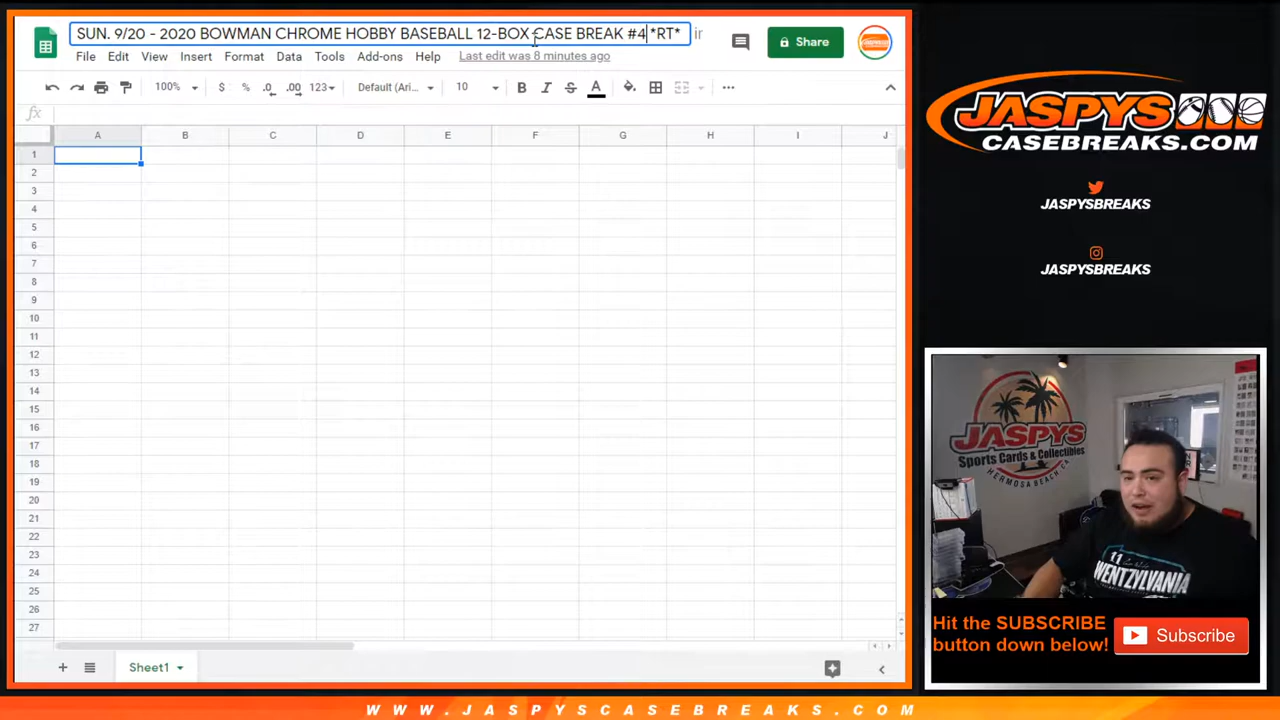 SUN. 9/20 - 2020 BOWMAN CHROME HOBBY BASEBALL 12-BOX CASE BREAK #4 *RT*
Share
File Edit View Insert Format Data Tools Add-ons Help Last edit was 8 minutes ago
100% $ % .0 .00 123 Default (Ari... 10 B I S A
fx
A B C D E F G H I J
1
2
3
4
5
6
7
8
9
10
11
12
13
14
15
16
17
18
19
20
21
22
23
24
25
26
27
Sheet1
JASPYS
CASEBREAKS.COM
JASPYSBREAKS
JASPYSBREAKS
JASPYS
Sports Cards & Collectibles
HERMOSA BEACH, CA
11
WENTZYLVANIA
Hit the SUBSCRIBE
button down below!
Subscribe
WWW.JASPYSCASEBREAKS.COM